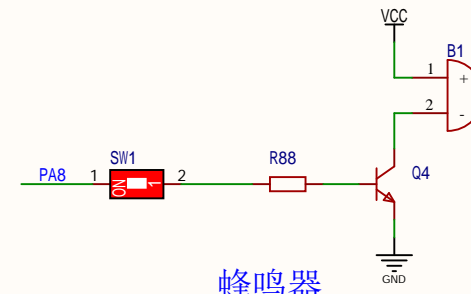 VCC
B1
1
+
2
-
PA8
1
SW1
ON
1
2
R88
Q4
GND
蜂鸣器